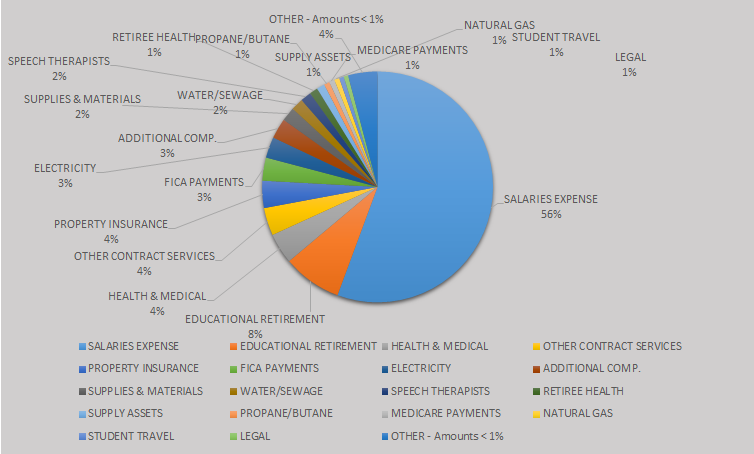 OTHER - Amounts < 1%
4%
NATURAL GAS
1%
RETIREE HEALTH
1%
PROPANE/BUTANE
1%
STUDENT TRAVEL
1%
SUPPLY ASSETS
1%
MEDICARE PAYMENTS
1%
LEGAL
1%
SPEECH THERAPISTS
2%
SUPPLIES & MATERIALS
2%
WATER/SEWAGE
2%
ADDITIONAL COMP.
3%
ELECTRICITY
3%
FICA PAYMENTS
3%
SALARIES EXPENSE
56%
PROPERTY INSURANCE
4%
OTHER CONTRACT SERVICES
4%
HEALTH & MEDICAL
4%
EDUCATIONAL RETIREMENT
8%
SALARIES EXPENSE EDUCATIONAL RETIREMENT HEALTH & MEDICAL OTHER CONTRACT SERVICES
PROPERTY INSURANCE FICA PAYMENTS ELECTRICITY ADDITIONAL COMP.
SUPPLIES & MATERIALS WATER/SEWAGE SPEECH THERAPISTS RETIREE HEALTH
SUPPLY ASSETS PROPANE/BUTANE MEDICARE PAYMENTS NATURAL GAS
STUDENT TRAVEL LEGAL OTHER - Amounts < 1%